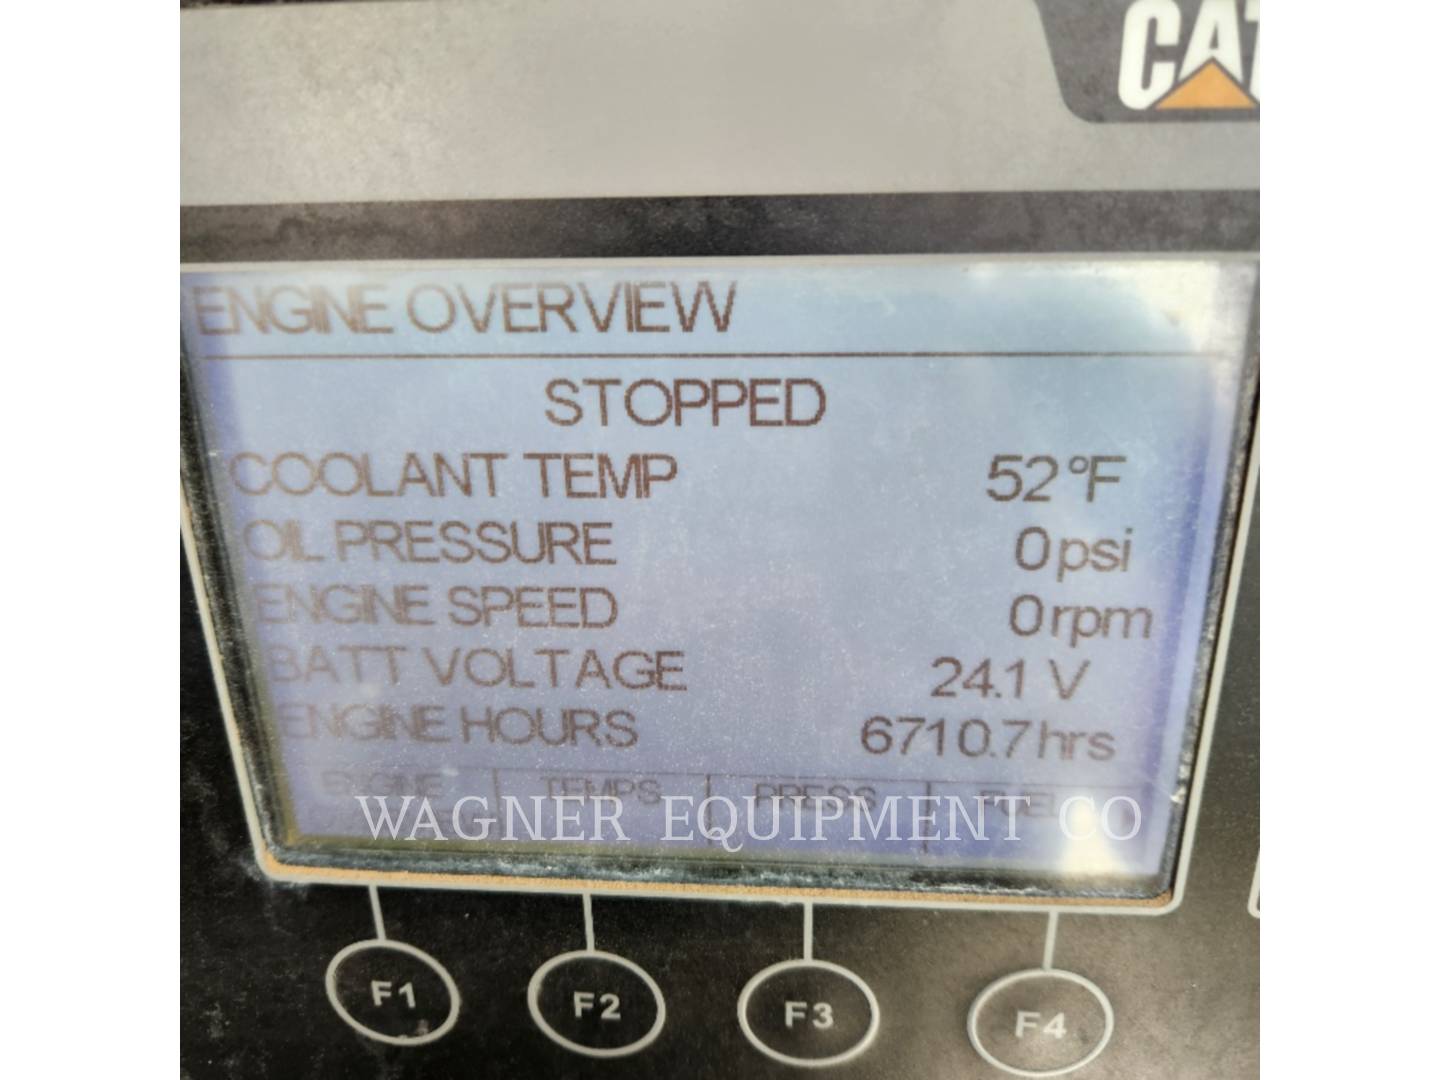 CAT
ENGINE OVERVIEW
STOPPED
COOLANT TEMP 52°F
OIL PRESSURE 0psi
ENGINE SPEED 0rpm
BATT VOLTAGE 24.1 V
ENGINE HOURS 6710.7hrs
ENGINE TEMPS PRESS FUEL
WAGNER EQUIPMENT CO
F1 F2 F3 F4